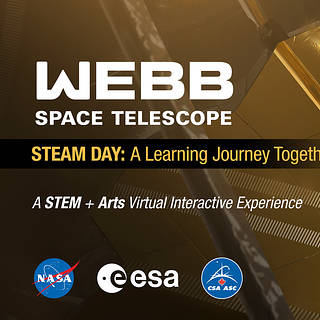 WEBB
SPACE TELESCOPE
STEAM DAY: A Learning Journey Togeth
A STEM + Arts Virtual Interactive Experience
NASA
esa
CSA ASC